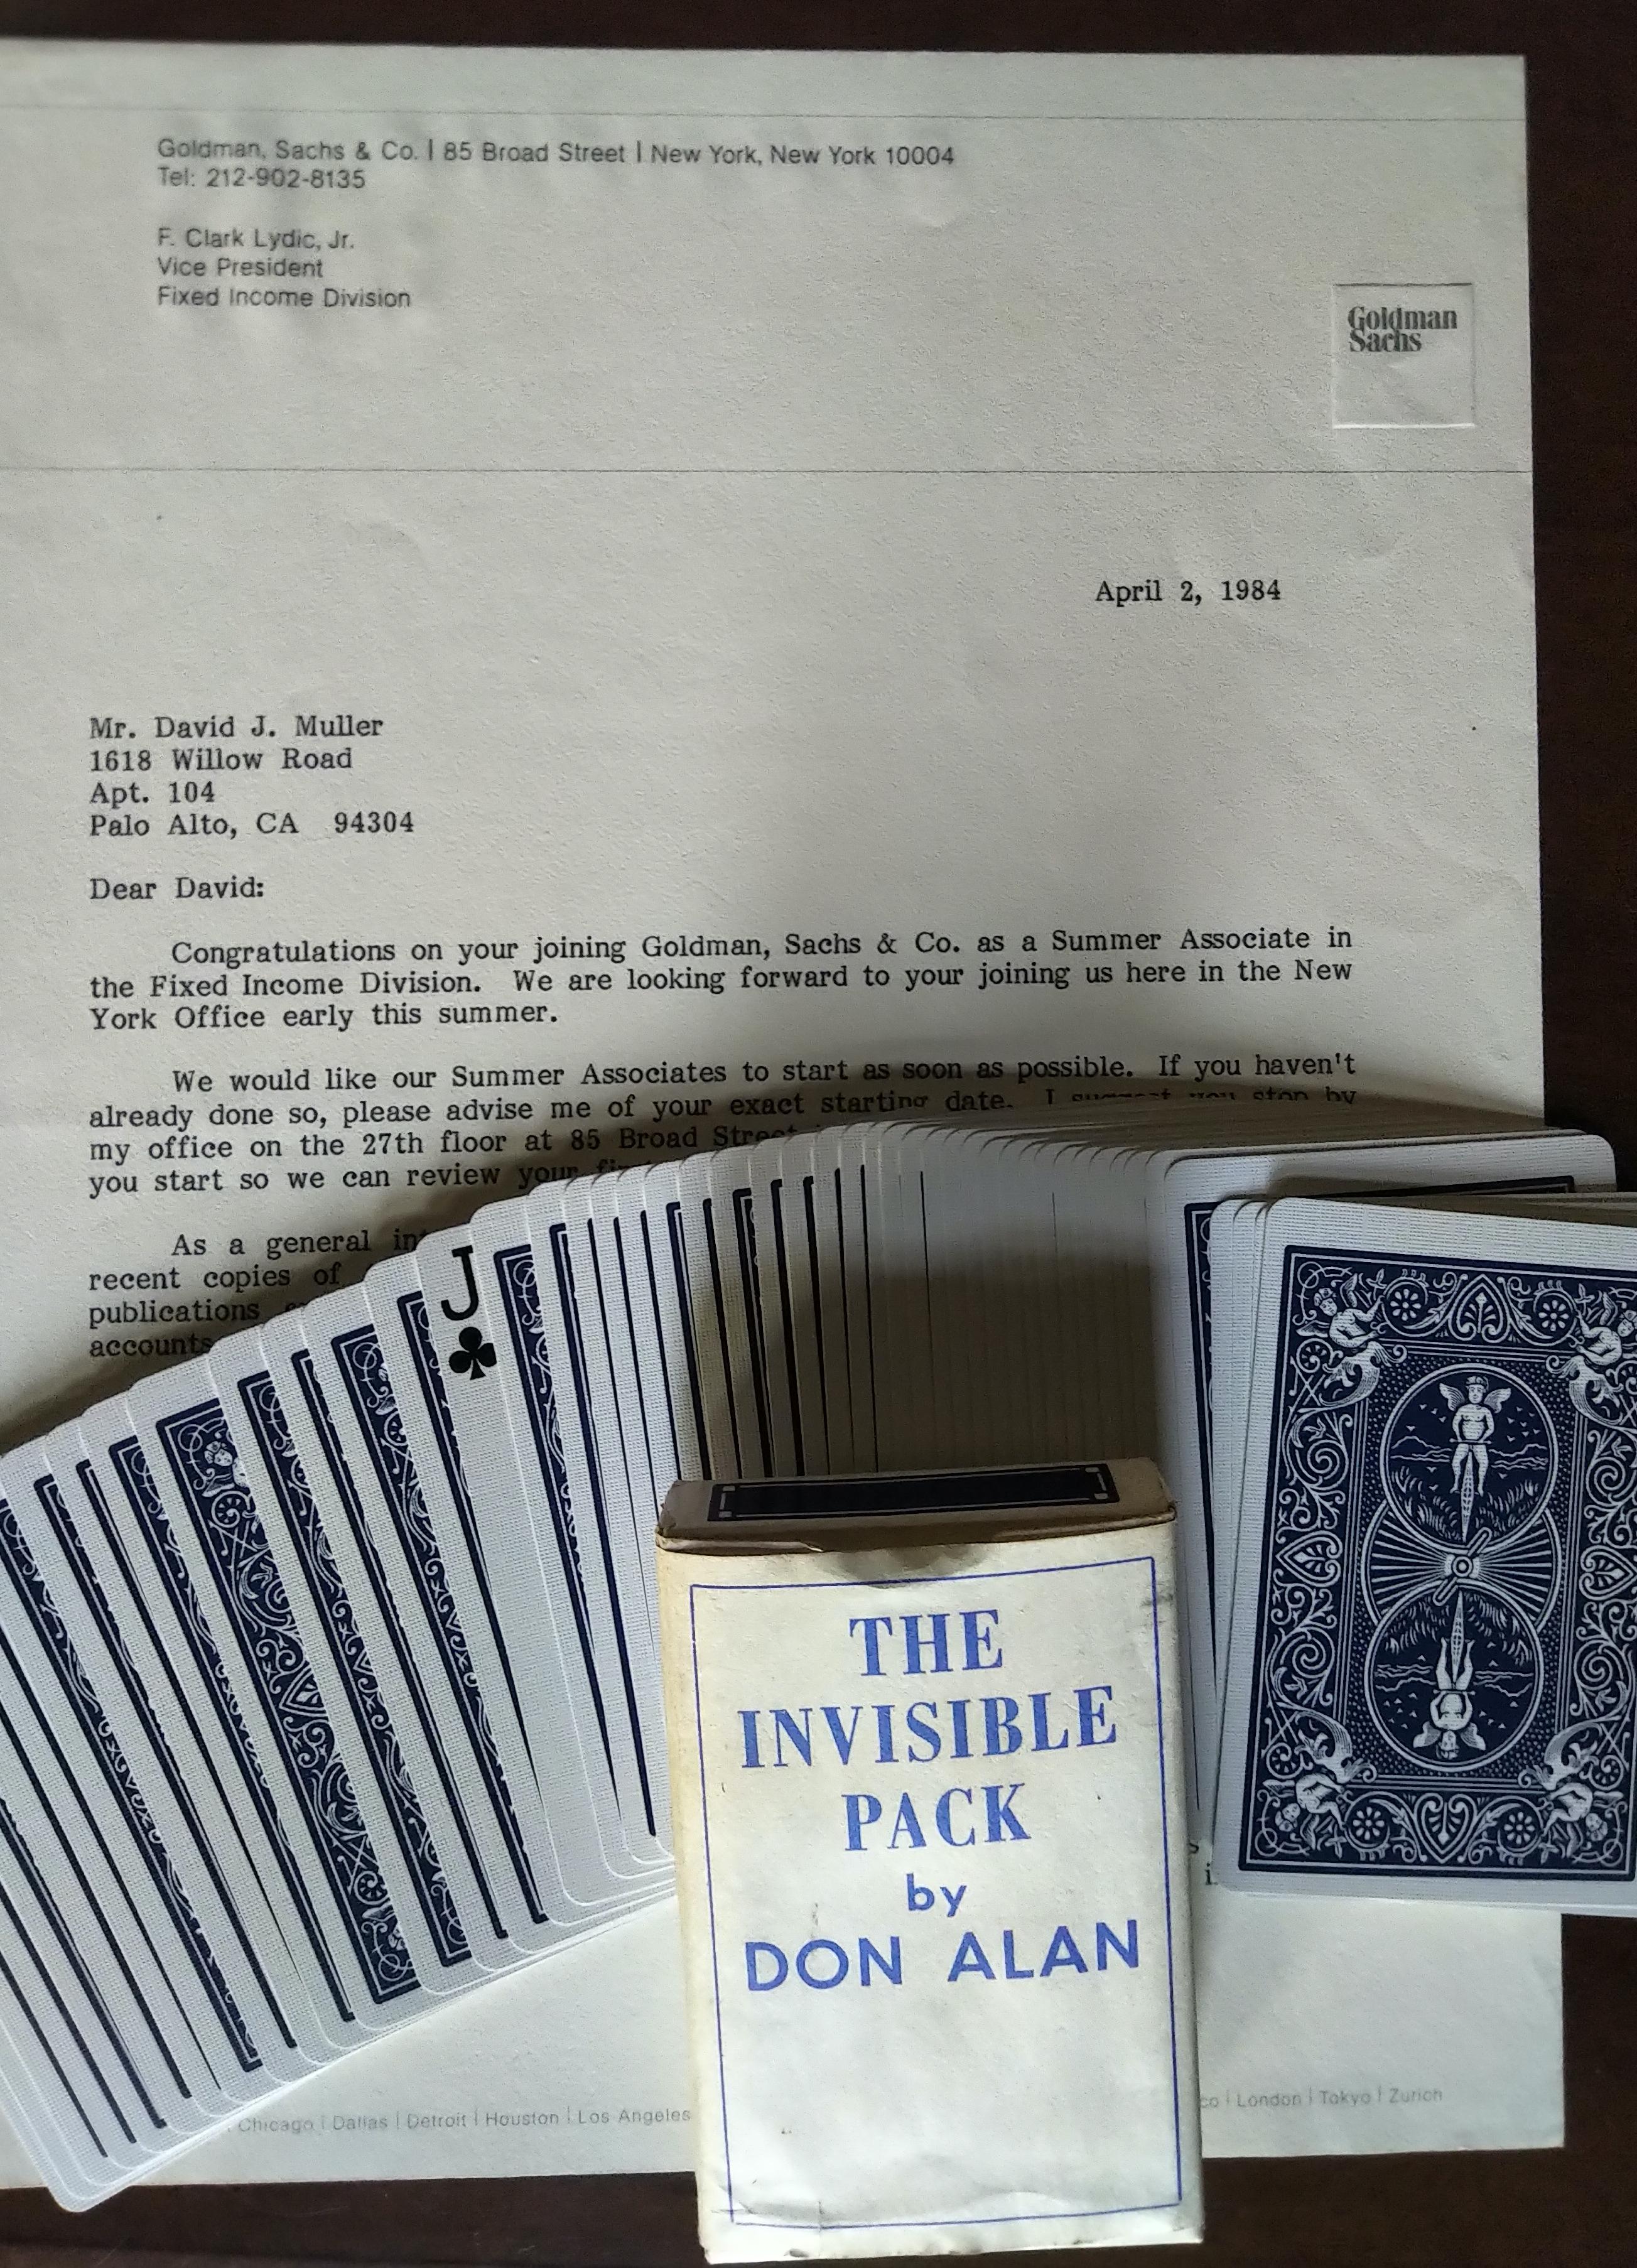 Goldman, Sachs & Co. | 85 Broad Street | New York, New York 10004
Tel: 212-902-8135
F. Clark Lydic, Jr.
Vice President
Fixed Income Division
Goldman
Sachs
April 2, 1984
Mr. David J. Muller
1618 Willow Road
Apt. 104
Palo Alto, CA 94304
Dear David:
Congratulations on your joining Goldman, Sachs & Co. as a Summer Associate in
the Fixed Income Division. We are looking forward to your joining us here in the New
York Office early this summer.
We would like our Summer Associates to start as soon as possible. If you haven't
already done so, please advise me of your exact starting date. I suggest you stop by
my office on the 27th floor at 85 Broad Street
you start so we can review your
As a general
recent copies of
publications
accounts
J
THE
INVISIBLE
PACK
by
DON ALAN
Chicago | Dallas | Detroit | Houston | Los Angeles
co | London | Tokyo | Zurich